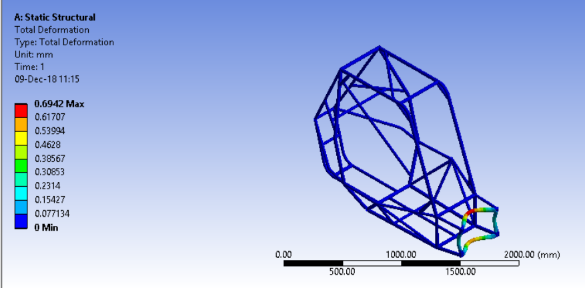 A: Static Structural
Total Deformation
Type: Total Deformation
Unit: mm
Time: 1
09-Dec-18 11:15
0.6942 Max
0.61707
0.53994
0.4628
0.38567
0.30853
0.2314
0.15427
0.077134
0 Min
0.00 1000.00 2000.00 (mm)
500.00 1500.00